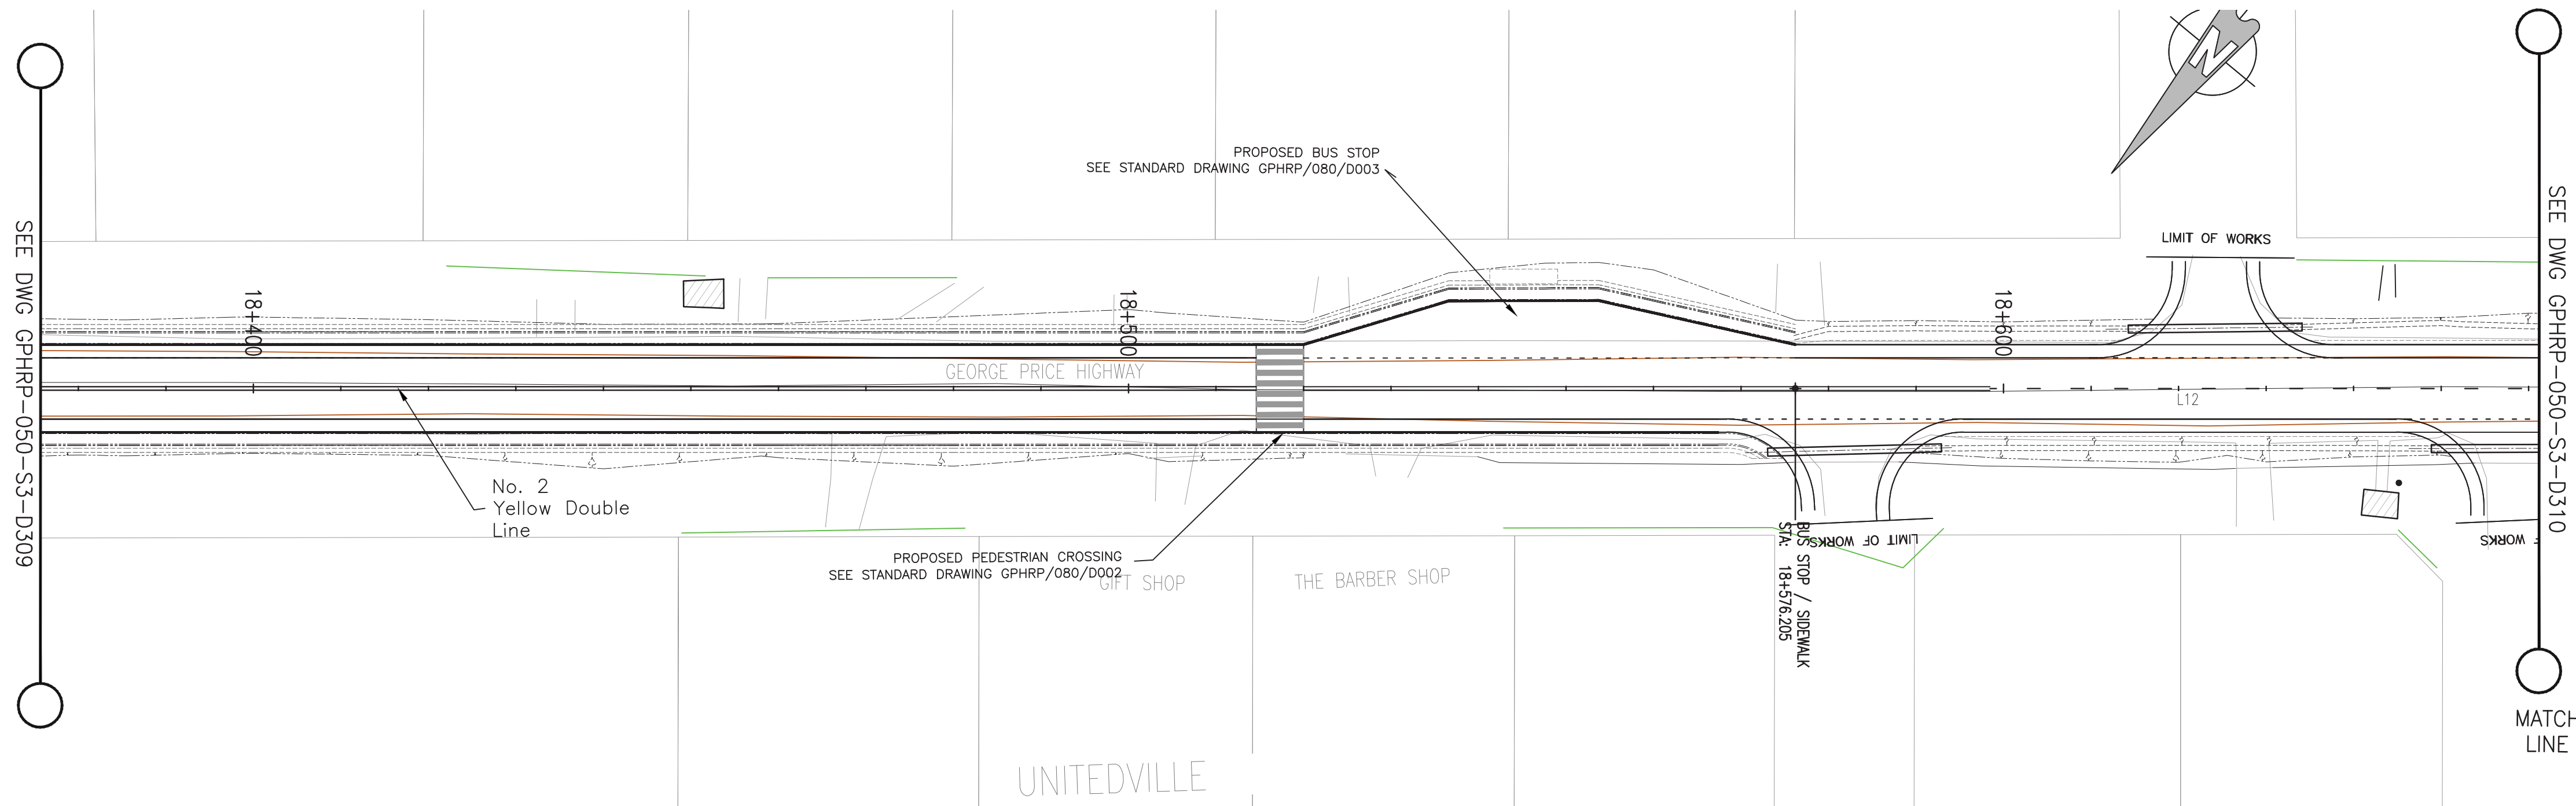 N
SEE DWG GPHRP-050-S3-D309
SEE DWG GPHRP-050-S3-D310
PROPOSED BUS STOP
SEE STANDARD DRAWING GPHRP/080/D003
LIMIT OF WORKS
18+400
18+500
18+600
GEORGE PRICE HIGHWAY
L12
No. 2
Yellow Double
Line
PROPOSED PEDESTRIAN CROSSING
SEE STANDARD DRAWING GPHRP/080/D002
GIFT SHOP
THE BARBER SHOP
BUS STOP / SIDEWALK
STA: 18+576.205
LIMIT OF WORKS
F WORKS
UNITEDVILLE
MATCH
LINE